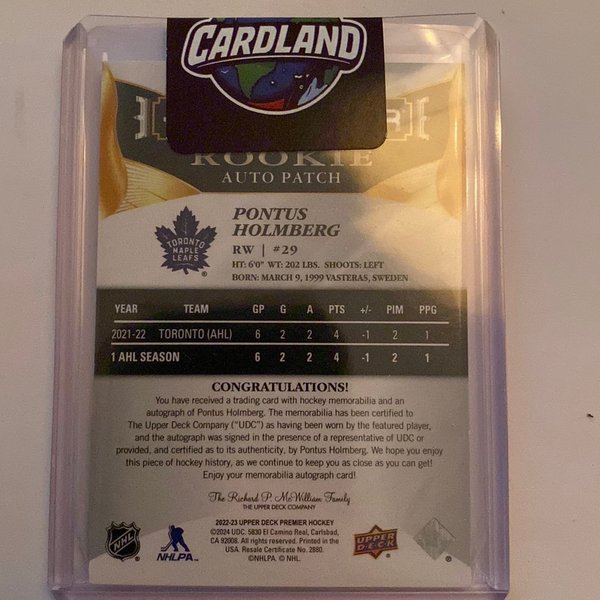 CARDLAND
ROOKIE
AUTO PATCH
TORONTO
MAPLE
LEAFS
PONTUS
HOLMBERG
RW | #29
HT: 6'0" WT: 202 LBS. SHOOTS: LEFT
BORN: MARCH 9, 1999 VASTERAS, SWEDEN
YEAR TEAM GP G A PTS +/- PIM PPG
2021-22 TORONTO (AHL) 6 2 2 4 -1 2 1
1 AHL SEASON 6 2 2 4 -1 2 1
CONGRATULATIONS!
You have received a trading card with hockey memorabilia and an
autograph of Pontus Holmberg. The memorabilia has been certified to
The Upper Deck Company ("UDC") as having been worn by the featured player,
and the autograph was signed in the presence of a representative of UDC or
provided, and certified as to its authenticity, by Pontus Holmberg. We hope you enjoy
this piece of hockey history, as we continue to keep you as close as you can get!
Enjoy your memorabilia autograph card!
The Richard P. McWilliam Family
THE UPPER DECK COMPANY
NHL
NHLPA
UPPER
DECK
2022-23 UPPER DECK PREMIER HOCKEY
©2024 UDC. 5830 El Camino Real, Carlsbad,
CA 92008. All rights reserved. Printed in the
USA. Resale Certificate No. 2880.
©NHLPA. © NHL.